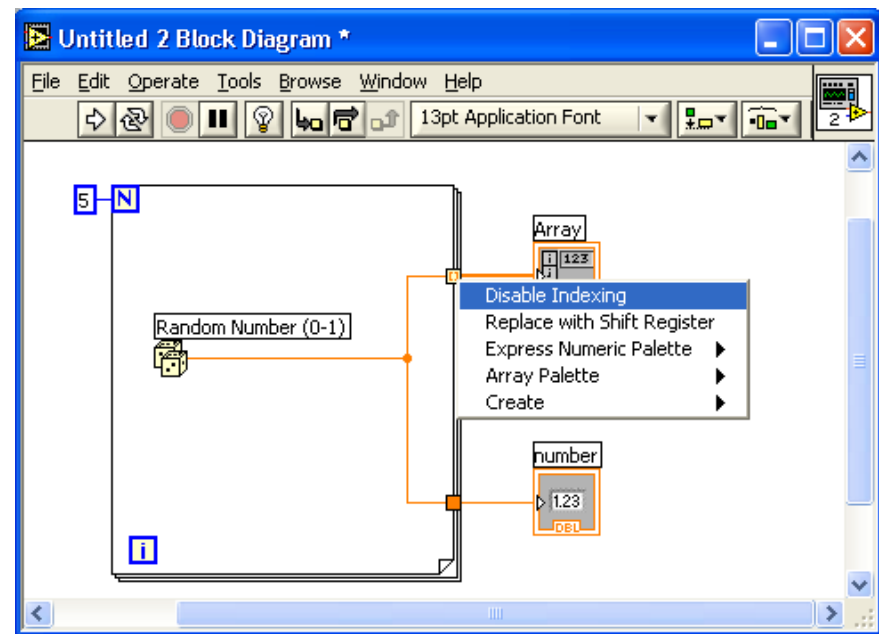 Untitled 2 Block Diagram *
File Edit Operate Tools Browse Window Help
13pt Application Font
2
5
N
Array
i 123
i
Disable Indexing
Replace with Shift Register
Express Numeric Palette
Array Palette
Create
Random Number (0-1)
number
1.23
DBL
i